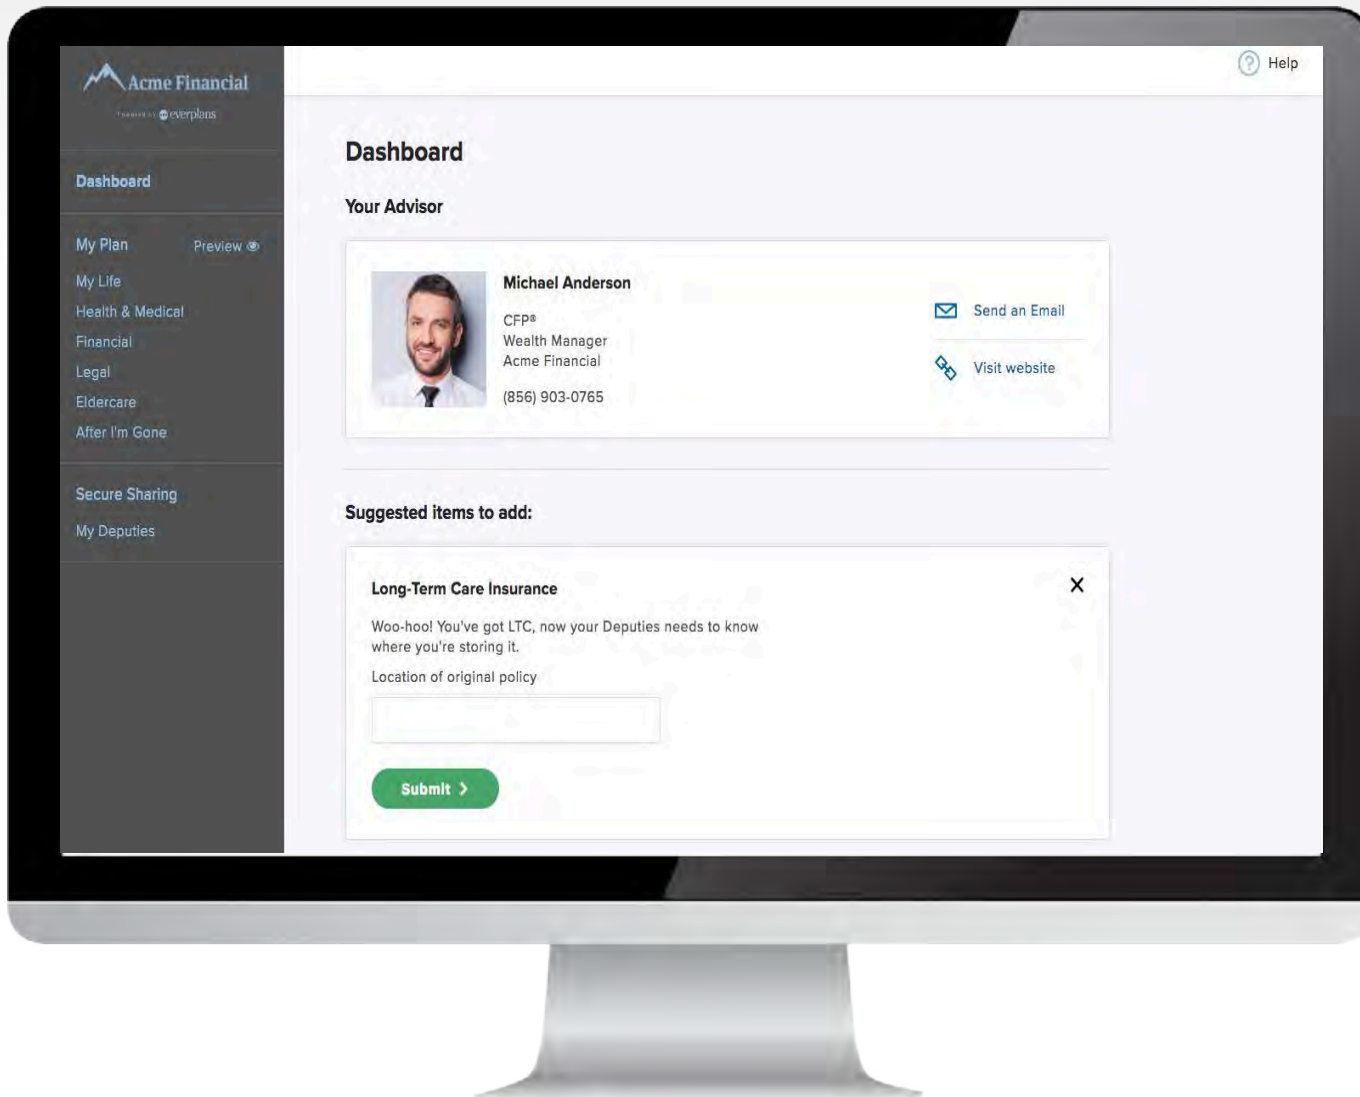 Acme Financial
POWERED BY everplans
Dashboard
My Plan
Preview
My Life
Health & Medical
Financial
Legal
Eldercare
After I'm Gone
Secure Sharing
My Deputies
Help
Dashboard
Your Advisor
Michael Anderson
CFP®
Wealth Manager
Acme Financial
(856) 903-0765
Send an Email
Visit website
Suggested items to add:
Long-Term Care Insurance
Woo-hoo! You've got LTC, now your Deputies needs to know
where you're storing it.
Location of original policy
Submit